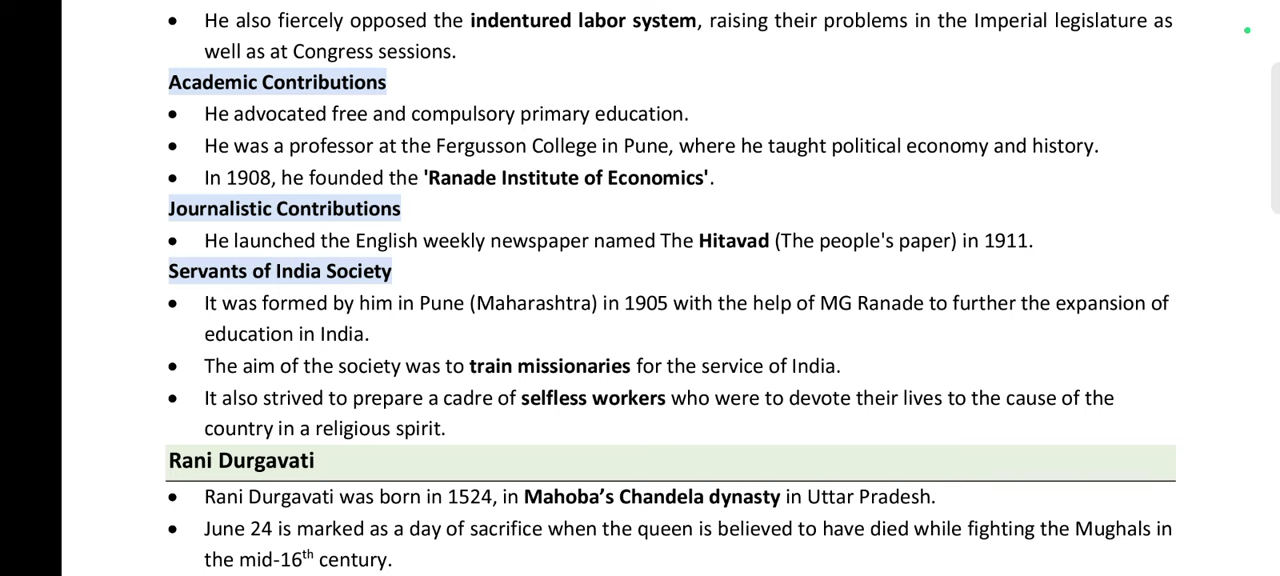 • He also fiercely opposed the indentured labor system, raising their problems in the Imperial legislature as
well as at Congress sessions.
Academic Contributions
• He advocated free and compulsory primary education.
• He was a professor at the Fergusson College in Pune, where he taught political economy and history.
• In 1908, he founded the 'Ranade Institute of Economics'.
Journalistic Contributions
• He launched the English weekly newspaper named The Hitavad (The people's paper) in 1911.
Servants of India Society
• It was formed by him in Pune (Maharashtra) in 1905 with the help of MG Ranade to further the expansion of
education in India.
• The aim of the society was to train missionaries for the service of India.
• It also strived to prepare a cadre of selfless workers who were to devote their lives to the cause of the
country in a religious spirit.
Rani Durgavati
• Rani Durgavati was born in 1524, in Mahoba’s Chandela dynasty in Uttar Pradesh.
• June 24 is marked as a day of sacrifice when the queen is believed to have died while fighting the Mughals in
the mid-16th century.